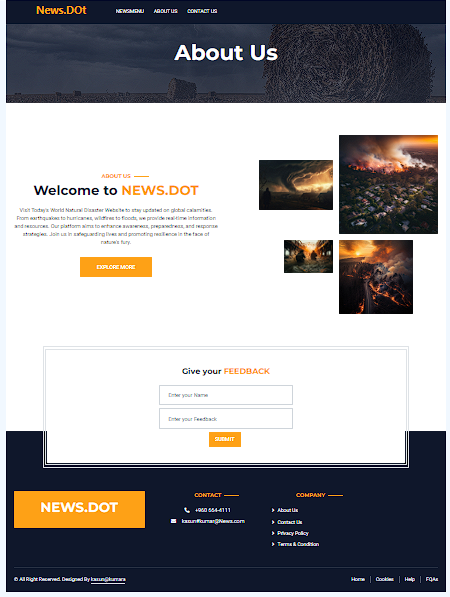 News.DOt
NEWSMENU ABOUT US CONTACT US
About Us
ABOUT US
Welcome to NEWS.DOT
Visit Today's World Natural Disaster Website to stay updated on global calamities.
From earthquakes to hurricanes, wildfires to floods, we provide real-time information
and resources. Our platform aims to enhance awareness, preparedness, and response
strategies. Join us in safeguarding lives and promoting resilience in the face of
nature's fury.
EXPLORE MORE
Give your FEEDBACK
Enter your Name
Enter your Feedback
SUBMIT
NEWS.DOT
CONTACT
+960 664-4111
kasun#kumar@News.com
COMPANY
About Us
Contact Us
Privacy Policy
Terms & Condition
© All Right Reserved. Designed By kasun@kumara
Home Cookies Help FQAs